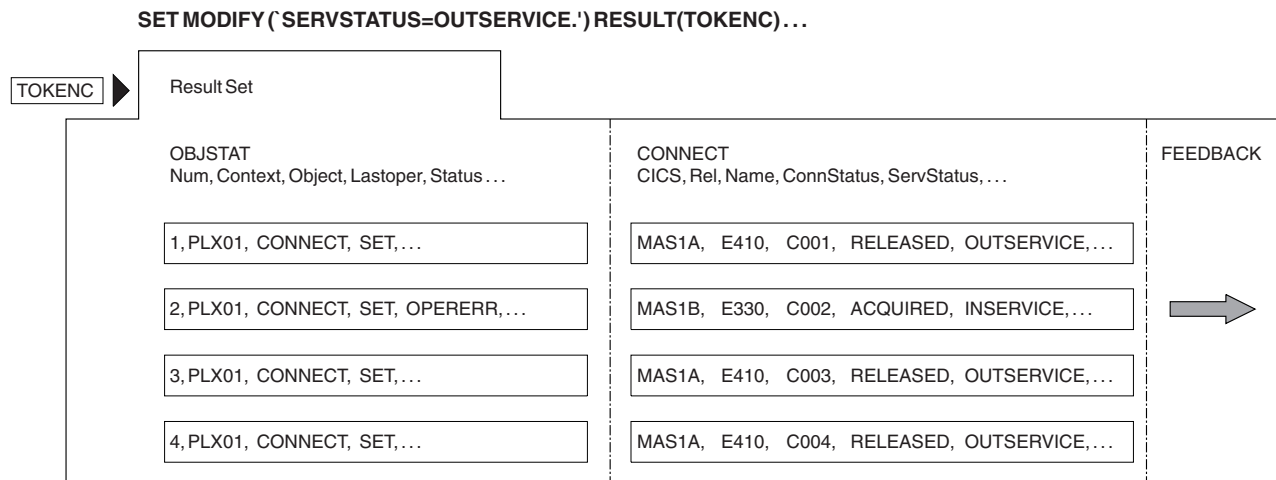 SET MODIFY (`SERVSTATUS=OUTSERVICE.') RESULT(TOKENC) . . .
TOKENC
Result Set
OBJSTAT
Num, Context, Object, Lastoper, Status . . .
CONNECT
CICS, Rel, Name, ConnStatus, ServStatus, . . .
FEEDBACK
1, PLX01, CONNECT, SET, . . .
MAS1A, E410, C001, RELEASED, OUTSERVICE, . . .
2, PLX01, CONNECT, SET, OPERERR, . . .
MAS1B, E330, C002, ACQUIRED, INSERVICE, . . .
3, PLX01, CONNECT, SET, . . .
MAS1A, E410, C003, RELEASED, OUTSERVICE, . . .
4, PLX01, CONNECT, SET, . . .
MAS1A, E410, C004, RELEASED, OUTSERVICE, . . .